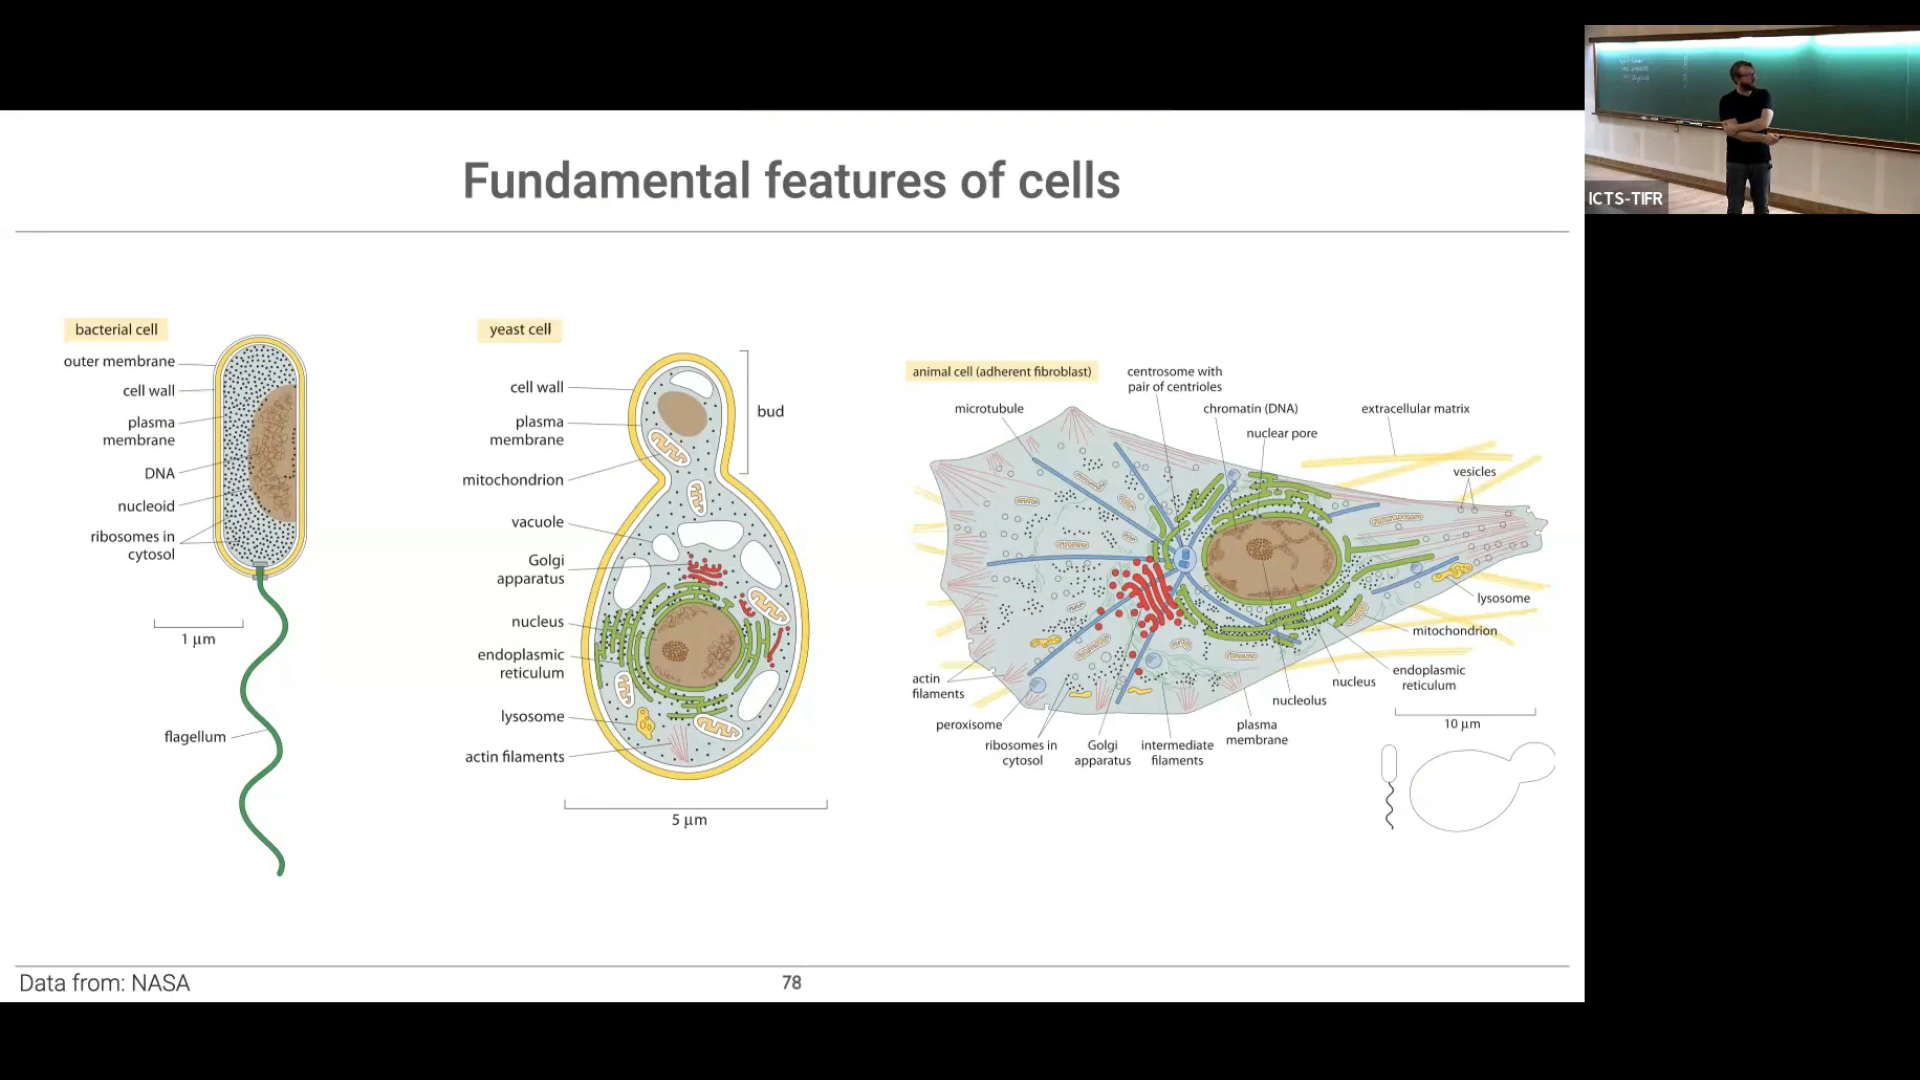 Fundamental features of cells
bacterial cell
outer membrane
cell wall
plasma
membrane
DNA
nucleoid
ribosomes in
cytosol
1 µm
flagellum
yeast cell
cell wall
plasma
membrane
mitochondrion
vacuole
Golgi
apparatus
nucleus
endoplasmic
reticulum
lysosome
actin filaments
bud
5 µm
animal cell (adherent fibroblast)
centrosome with
pair of centrioles
microtubule
chromatin (DNA)
extracellular matrix
nuclear pore
vesicles
lysosome
mitochondrion
endoplasmic
reticulum
nucleus
nucleolus
plasma
membrane
intermediate
filaments
Golgi
apparatus
ribosomes in
cytosol
peroxisome
actin
filaments
10 µm
Data from: NASA
78
ICTS-TIFR